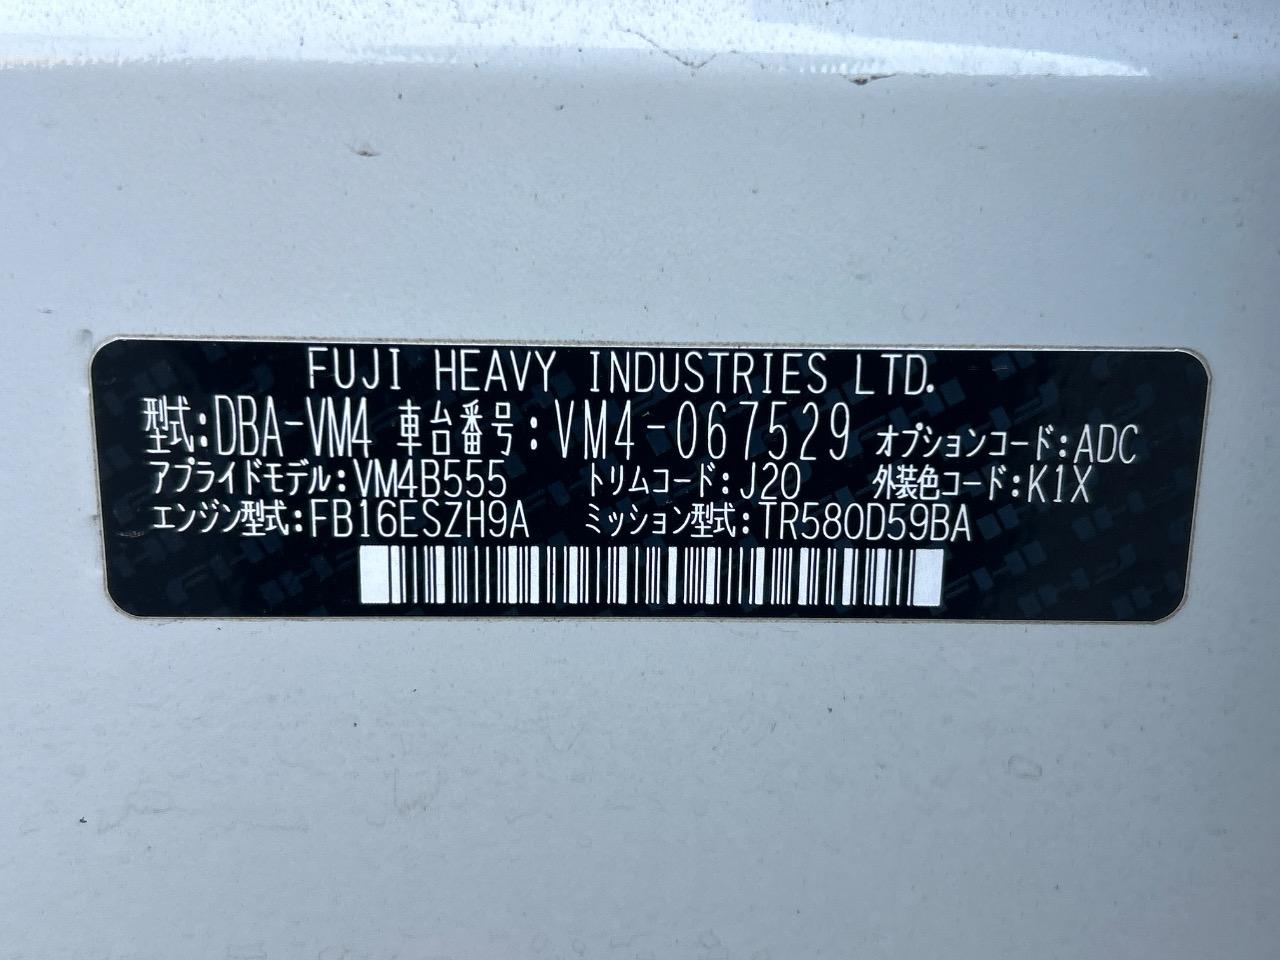 FUJI HEAVY INDUSTRIES LTD.
型式:DBA-VM4 車台番号:VM4-067529 オプションコード:ADC
アプライドモデル:VM4B555 トリムコード:J20 外装色コード:K1X
エンジン型式:FB16ESZH9A ミッション型式:TR580D59BA